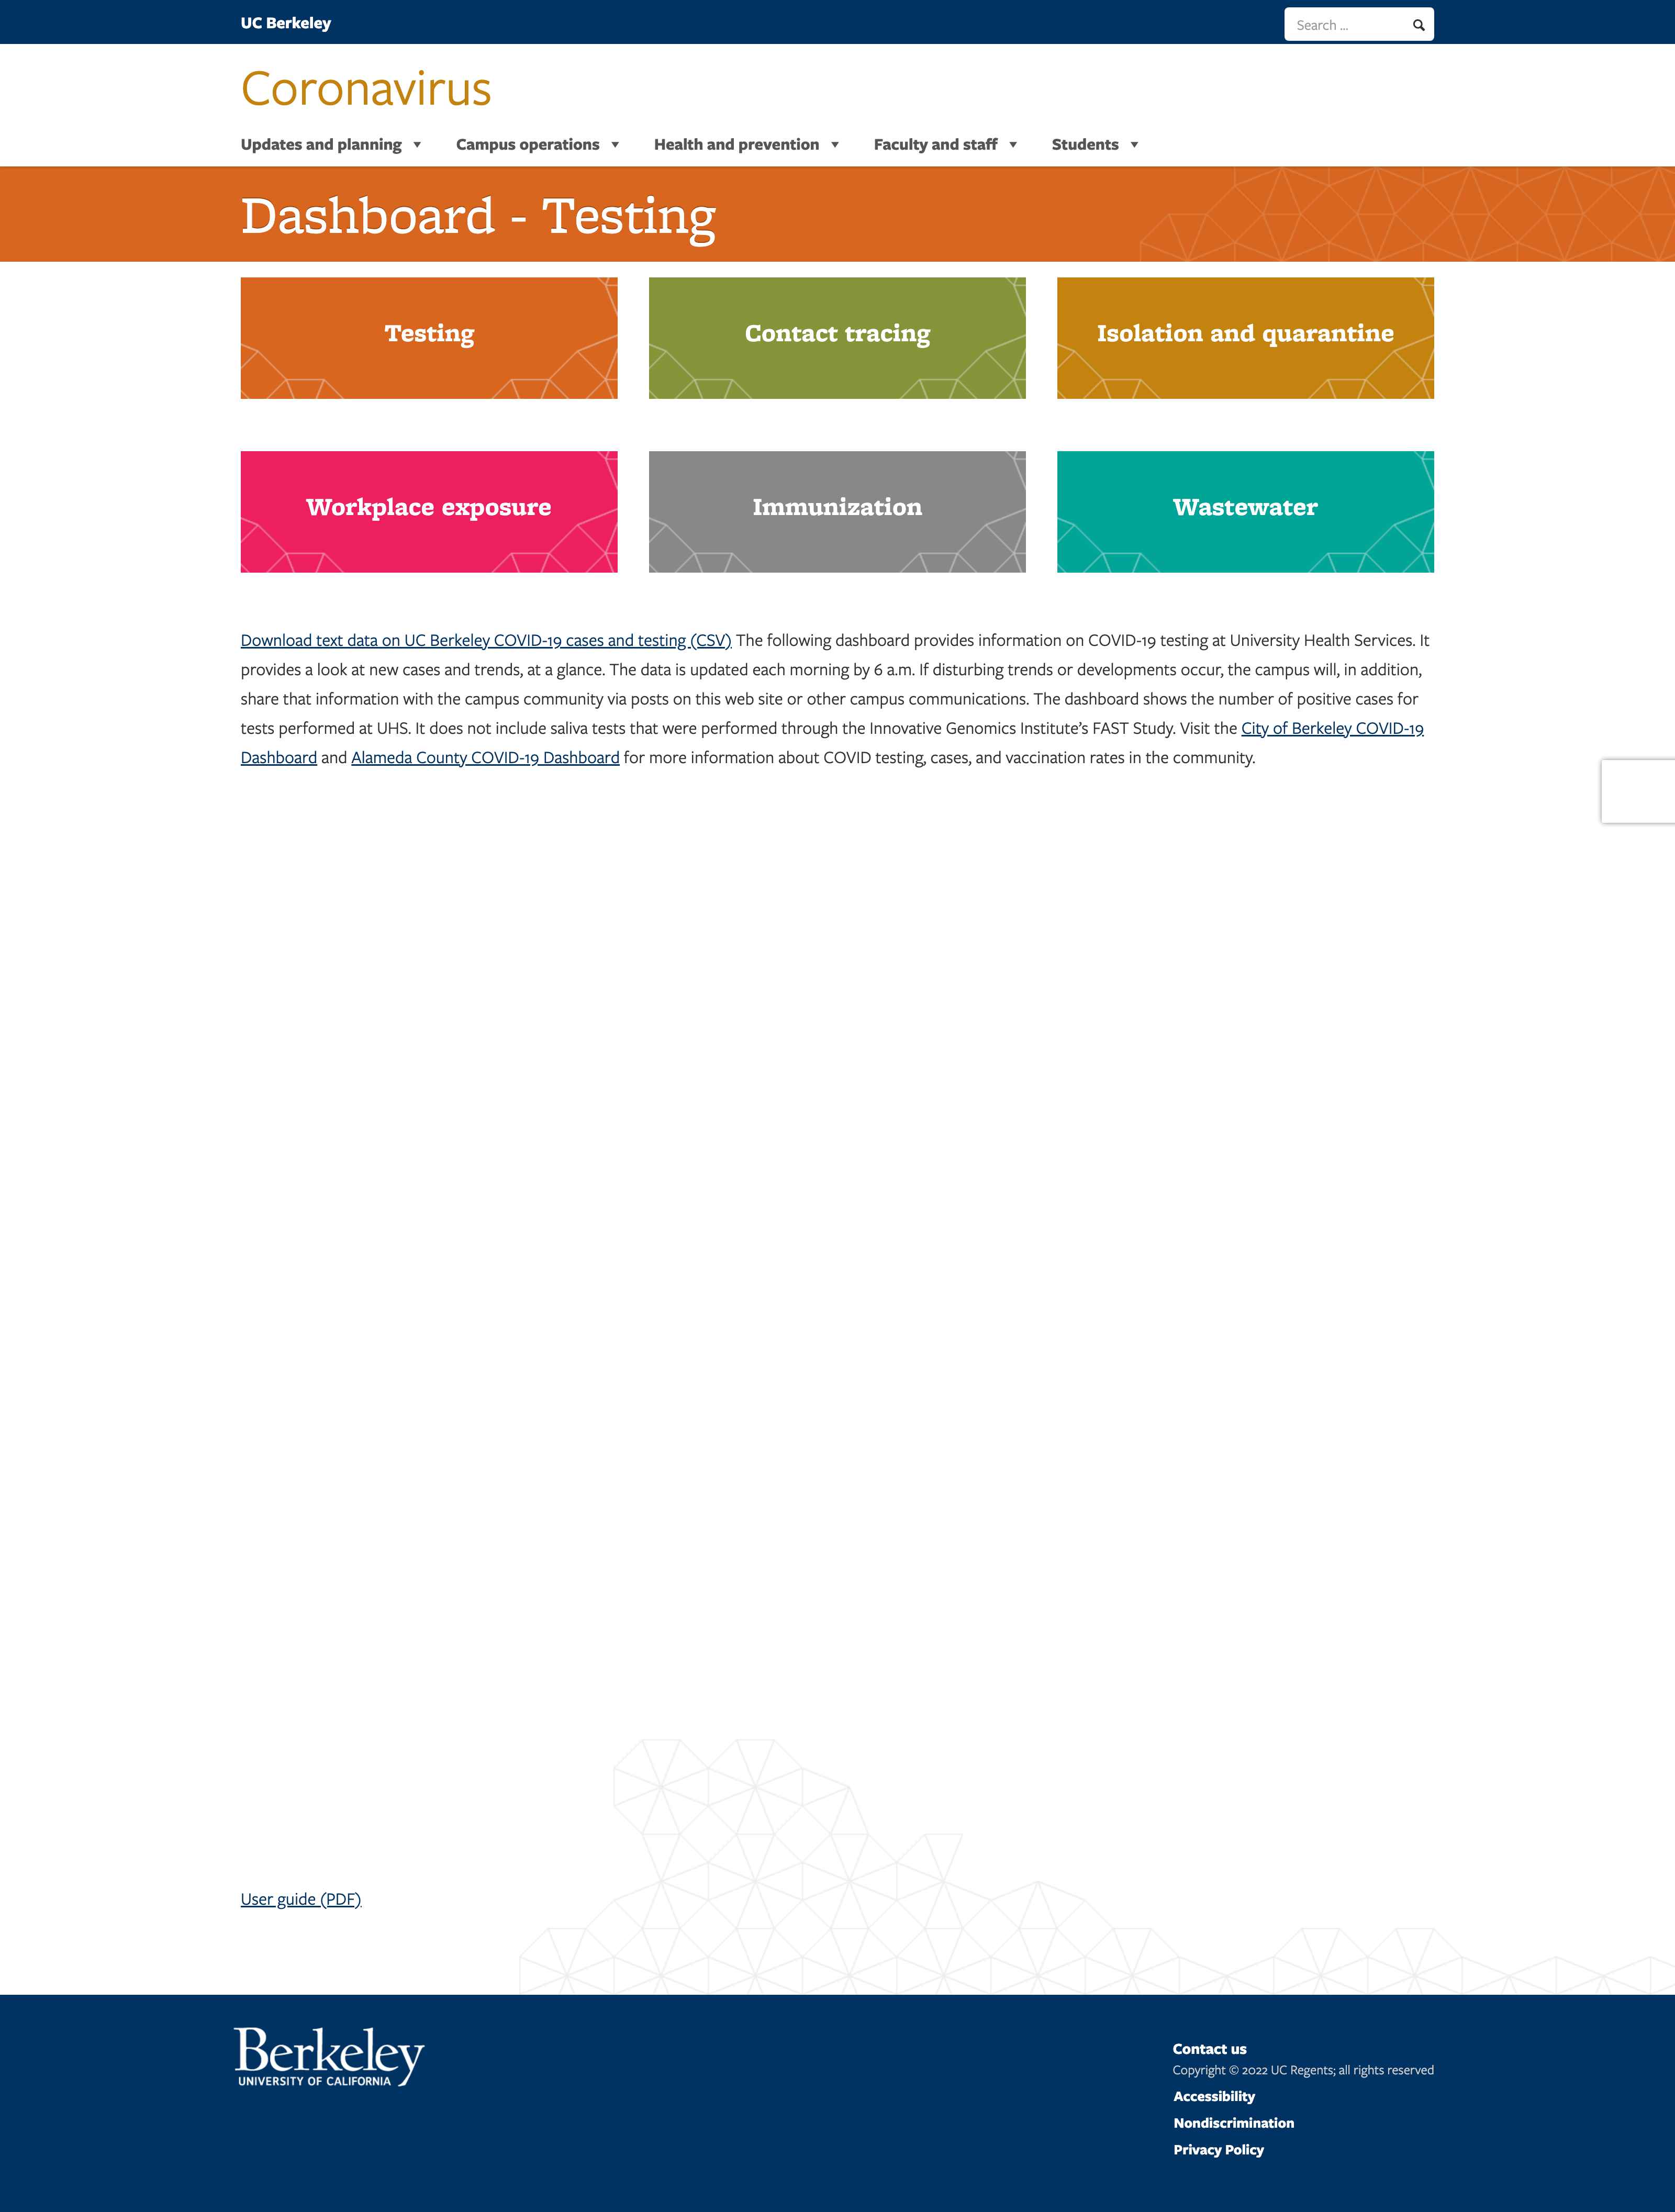 UC Berkeley
Search ...
Coronavirus
Updates and planning
Campus operations
Health and prevention
Faculty and staff
Students
Dashboard - Testing
Testing
Contact tracing
Isolation and quarantine
Workplace exposure
Immunization
Wastewater
Download text data on UC Berkeley COVID-19 cases and testing (CSV) The following dashboard provides information on COVID-19 testing at University Health Services. It
provides a look at new cases and trends, at a glance. The data is updated each morning by 6 a.m. If disturbing trends or developments occur, the campus will, in addition,
share that information with the campus community via posts on this web site or other campus communications. The dashboard shows the number of positive cases for
tests performed at UHS. It does not include saliva tests that were performed through the Innovative Genomics Institute’s FAST Study. Visit the City of Berkeley COVID-19
Dashboard and Alameda County COVID-19 Dashboard for more information about COVID testing, cases, and vaccination rates in the community.
User guide (PDF)
Berkeley
UNIVERSITY OF CALIFORNIA
Contact us
Copyright © 2022 UC Regents; all rights reserved
Accessibility
Nondiscrimination
Privacy Policy